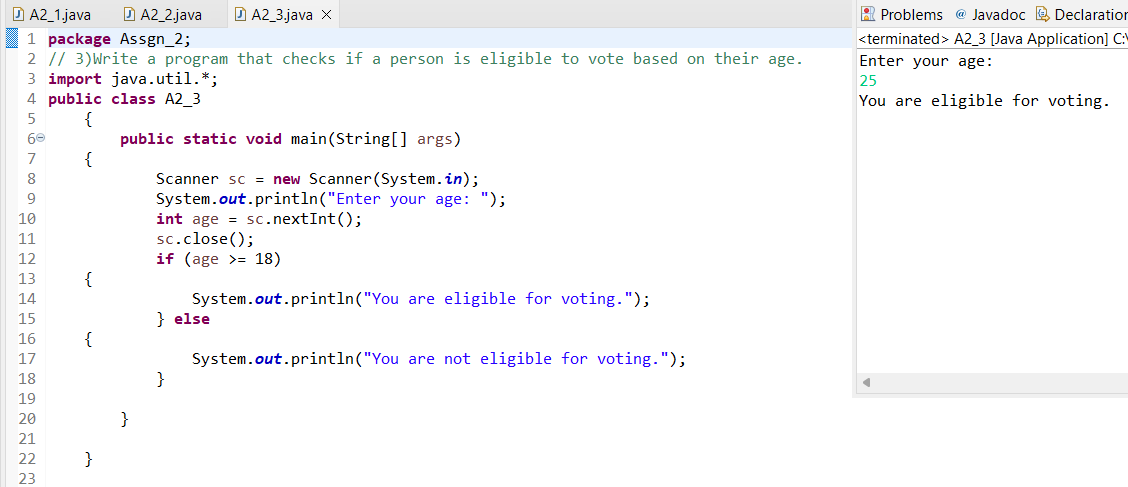 A2_1.java A2_2.java A2_3.java
1 package Assgn_2;
2 // 3)Write a program that checks if a person is eligible to vote based on their age.
3 import java.util.*;
4 public class A2_3
5 {
6 public static void main(String[] args)
7 {
8 Scanner sc = new Scanner(System.in);
9 System.out.println("Enter your age: ");
10 int age = sc.nextInt();
11 sc.close();
12 if (age >= 18)
13 {
14 System.out.println("You are eligible for voting.");
15 } else
16 {
17 System.out.println("You are not eligible for voting.");
18 }
19
20 }
21
22 }
23
Problems @ Javadoc Declaration
<terminated> A2_3 [Java Application] C:\
Enter your age:
25
You are eligible for voting.